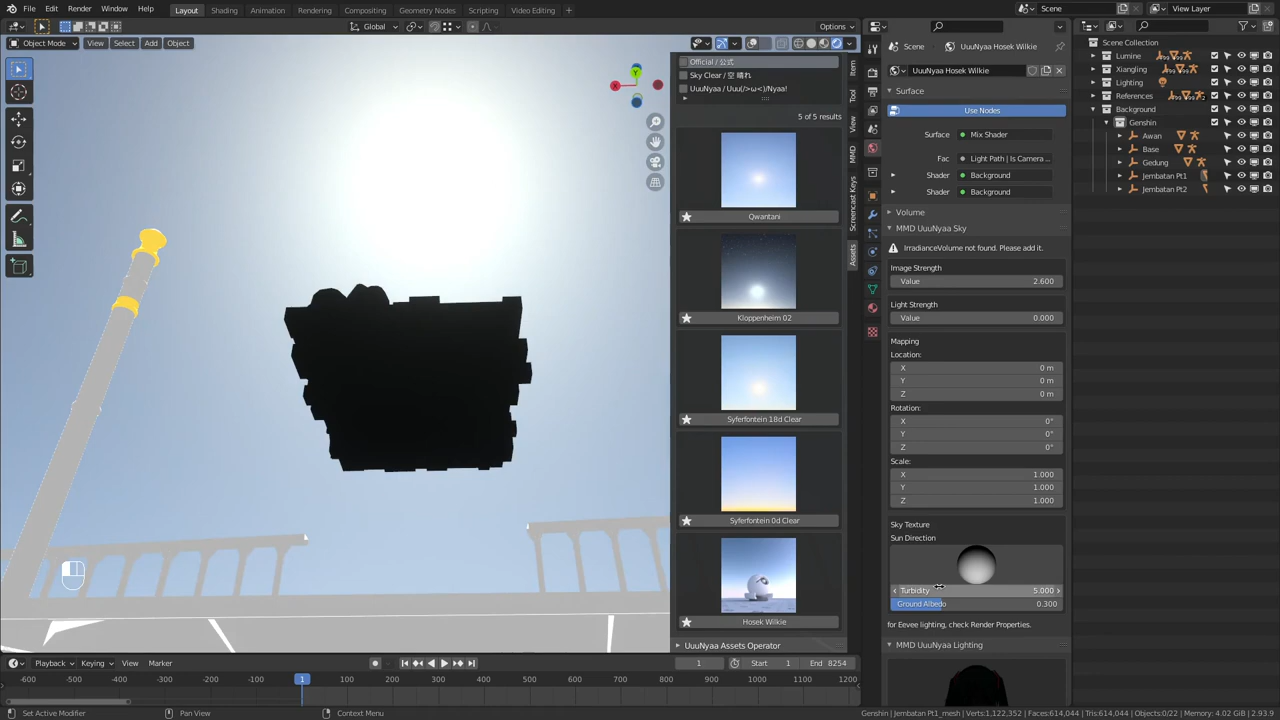 File Edit Render Window Help
Layout Shading Animation Rendering Compositing Geometry Nodes Scripting Video Editing
Scene
View Layer
Global
Options
Object Mode View Select Add Object
X
Y
Official / 公式
Sky Clear / 空 晴れ
UuuNyaa / Uuu(/>ω<)/Nyaa!
5 of 5 results
Qwantani
Kloppenheim 02
Syferfontein 18d Clear
Syferfontein 0d Clear
Hosek Wilkie
UuuNyaa Assets Operator
Item
Tool
View
MMD
Screencast Keys
Assets
Scene
UuuNyaa Hosek Wilkie
UuuNyaa Hosek Wilkie
Surface
Use Nodes
Surface Mix Shader
Fac Light Path | Is Camera ...
Shader Background
Shader Background
Volume
MMD UuuNyaa Sky
IrradianceVolume not found. Please add it.
Image Strength
Value 2.600
Light Strength
Value 0.000
Mapping
Location:
X 0 m
Y 0 m
Z 0 m
Rotation:
X 0°
Y 0°
Z 0°
Scale:
X 1.000
Y 1.000
Z 1.000
Sky Texture
Sun Direction
Turbidity 5.000
Ground Albedo 0.300
for Eevee lighting, check Render Properties.
MMD UuuNyaa Lighting
Scene Collection
Lumine
Xiangling
Lighting
References
Background
Genshin
Awan
Base
Gedung
Jembatan Pt1
Jembatan Pt2
Playback Keying View Marker
1
Start 1
End 8254
-600 -500 -400 -300 -200 -100 1 100 200 300 400 500 600 700 800 900 1000 1100 1200
Set Active Modifier
Pan View
Context Menu
Genshin | Jembatan Pt1_mesh | Verts:1,122,352 | Faces:614,044 | Tris:614,044 | Objects:0/22 | Memory: 4.02 GiB | 2.93.9